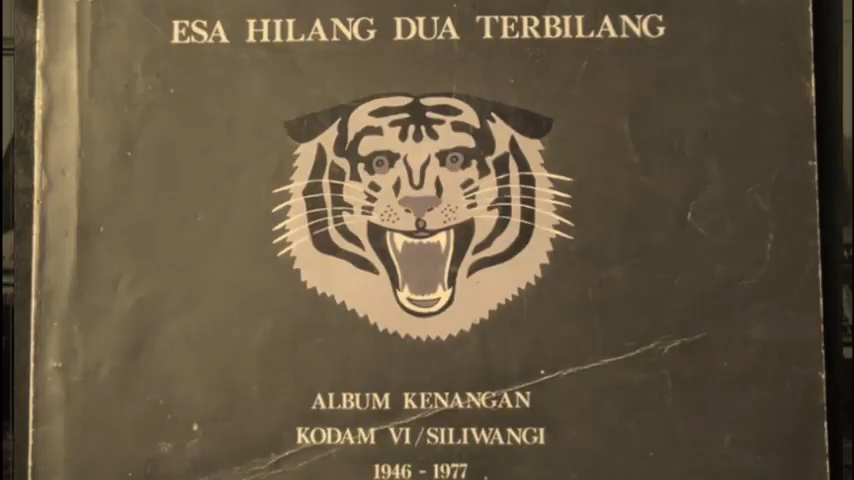 ESA HILANG DUA TERBILANG
ALBUM KENANGAN
KODAM VI/SILIWANGI
1946 - 1977